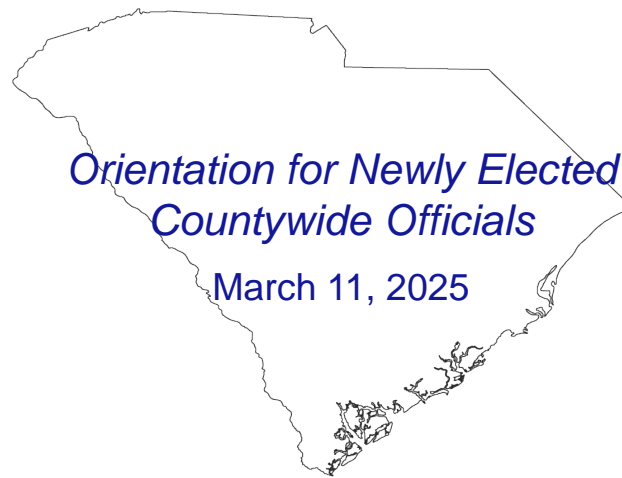 Orientation for Newly Elected
Countywide Officials
March 11, 2025